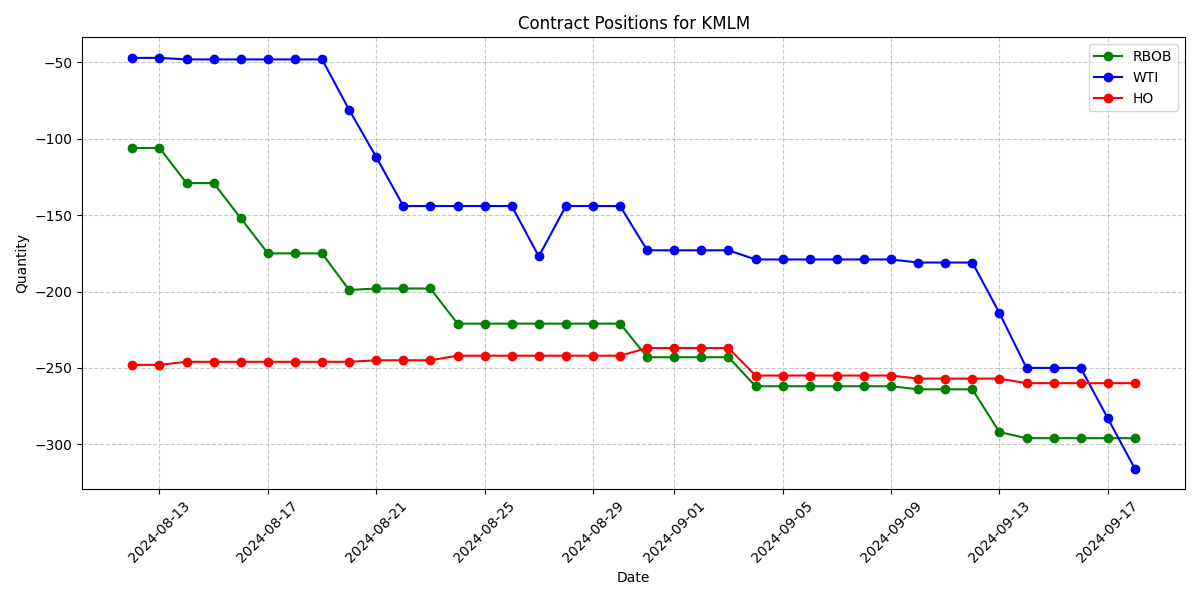 Contract Positions for KMLM
RBOB
WTI
HO
−50
−100
−150
−200
−250
−300
Quantity
2024-08-13
2024-08-17
2024-08-21
2024-08-25
2024-08-29
2024-09-01
2024-09-05
2024-09-09
2024-09-13
2024-09-17
Date